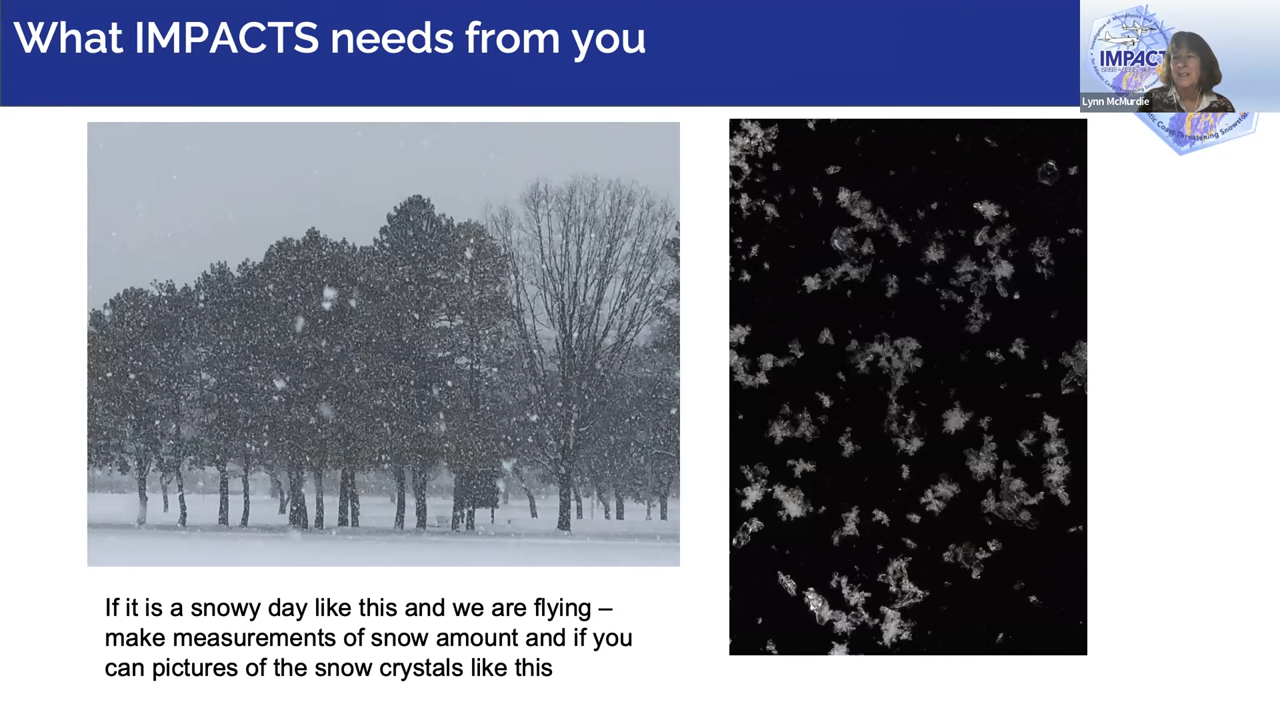 What IMPACTS needs from you
IMPACT
Lynn McMurdie
If it is a snowy day like this and we are flying –
make measurements of snow amount and if you
can pictures of the snow crystals like this